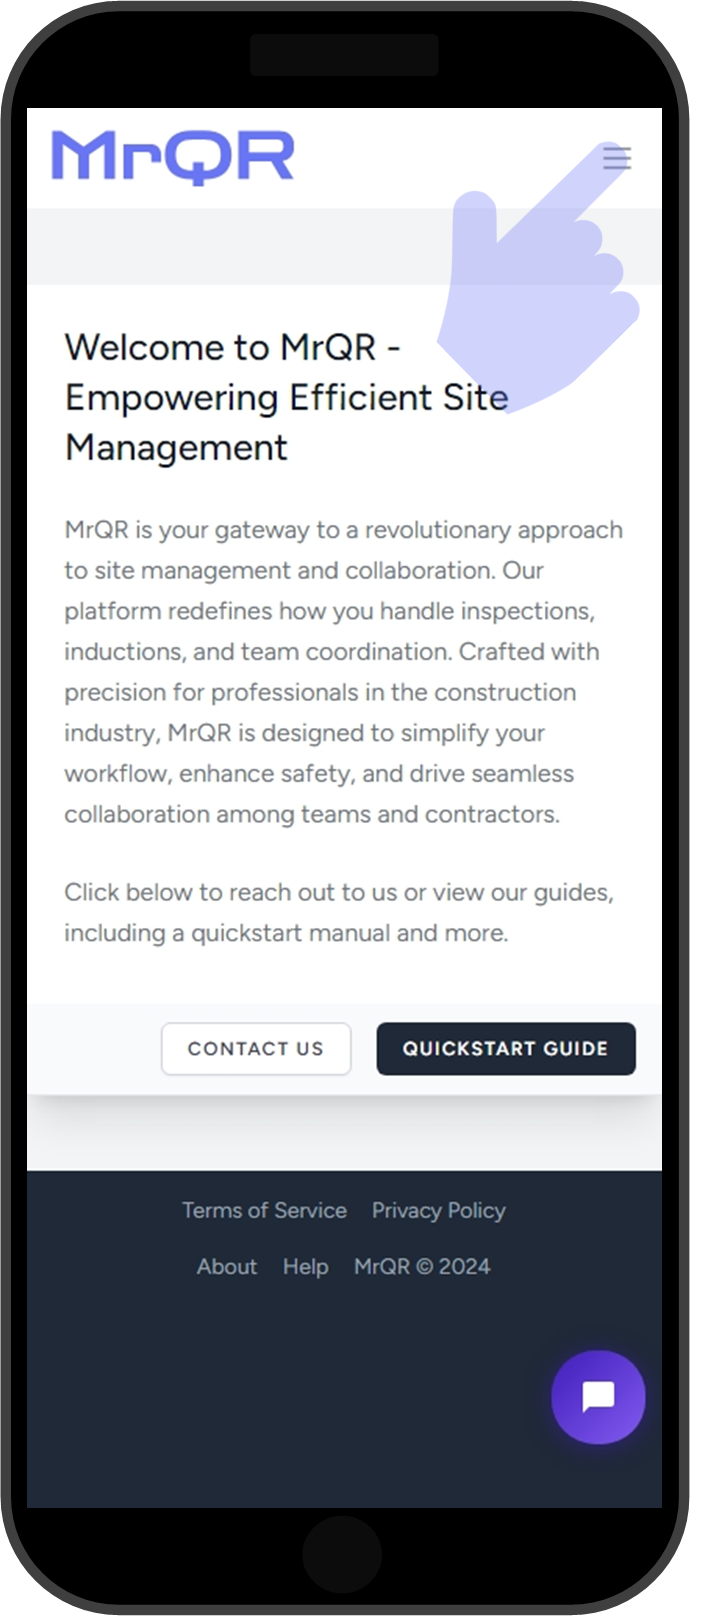 MrQR
Welcome to MrQR -
Empowering Efficient Site
Management
MrQR is your gateway to a revolutionary approach
to site management and collaboration. Our
platform redefines how you handle inspections,
inductions, and team coordination. Crafted with
precision for professionals in the construction
industry, MrQR is designed to simplify your
workflow, enhance safety, and drive seamless
collaboration among teams and contractors.
Click below to reach out to us or view our guides,
including a quickstart manual and more.
CONTACT US QUICKSTART GUIDE
Terms of Service Privacy Policy
About Help MrQR © 2024